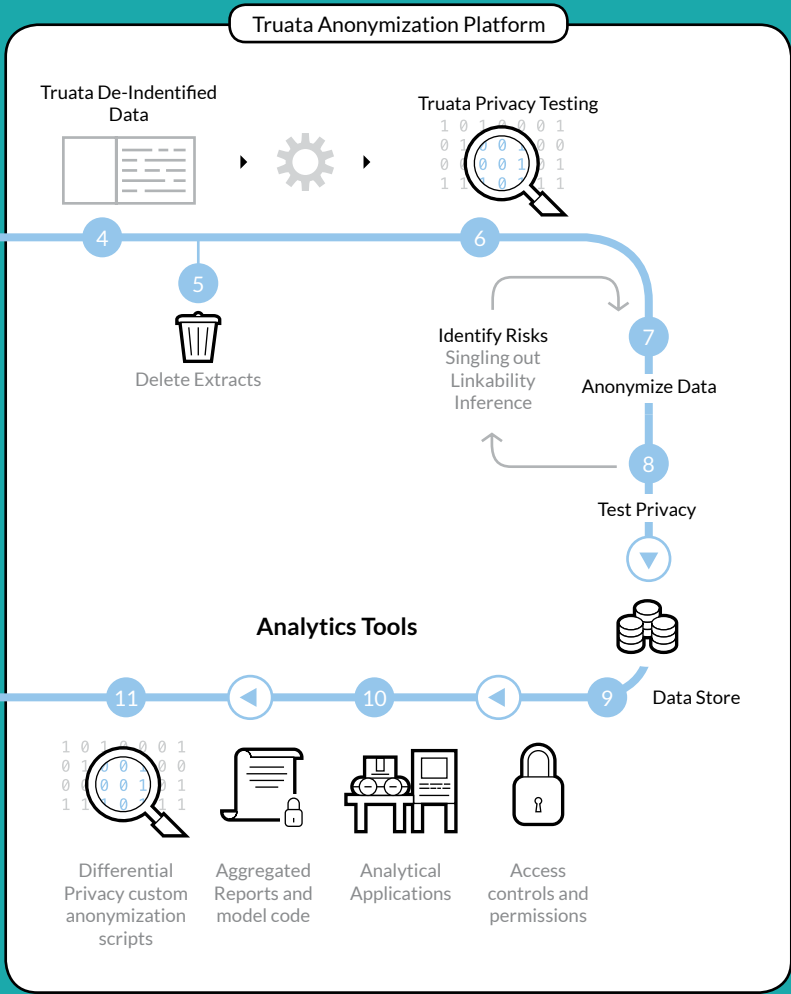 Truata Anonymization Platform
Truata De-Indentified
Data
Truata Privacy Testing
1 0 1 0 0 0 1
0 1 0 0 1 0 0
0 0 0 0 1 0 1
1 1 1 0 1 1 1
4
6
5
Delete Extracts
7
Identify Risks
Singling out
Linkability
Inference
Anonymize Data
8
Test Privacy
Analytics Tools
11
10
9
Data Store
1 0 1 0 0 0 1
0 1 0 0 1 0 0
0 0 0 0 1 0 1
1 1 1 0 1 1 1
Differential
Privacy custom
anonymization
scripts
Aggregated
Reports and
model code
Analytical
Applications
Access
controls and
permissions